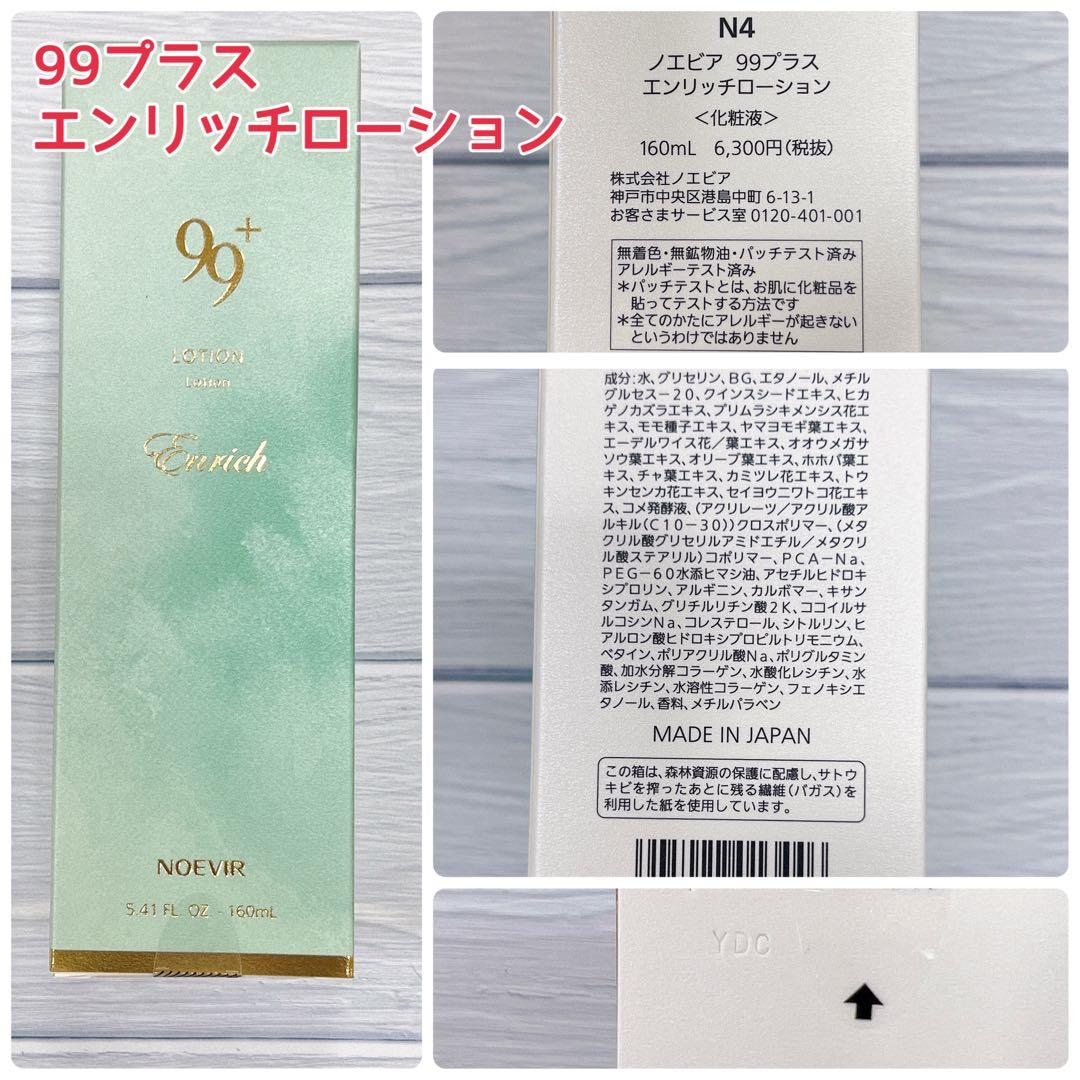 99プラス
エンリッチローション
99+
LOTION
Lotion
Enrich
NOEVIR
5.41 FL. OZ. - 160mL
N4
ノエビア 99プラス
エンリッチローション
<化粧液>
160mL 6,300円(税抜)
株式会社ノエビア
神戸市中央区港島中町 6-13-1
お客さまサービス室 0120-401-001
無着色・無鉱物油・パッチテスト済み
アレルギーテスト済み
*パッチテストとは、お肌に化粧品を
貼ってテストする方法です
*全てのかたにアレルギーが起きない
というわけではありません
成分:水、グリセリン、BG、エタノール、メチル
グルセス-20、クインスシードエキス、ヒカ
ゲノカズラエキス、プリムラシキメンシス花エ
キス、モモ種子エキス、ヤマヨモギ葉エキス、
エーデルワイス花/葉エキス、オオウメガサ
ソウ葉エキス、オリーブ葉エキス、ホホバ葉エ
キス、チャ葉エキス、カミツレ花エキス、トウ
キンセンカ花エキス、セイヨウニワトコ花エキ
ス、コメ発酵液、(アクリレーツ/アクリル酸ア
ルキル(C10-30))クロスポリマー、(メタ
クリル酸グリセリルアミドエチル/メタクリ
ル酸ステアリル)コポリマー、PCA-Na、
PEG-60水添ヒマシ油、アセチルヒドロキ
シプロリン、アルギニン、カルボマー、キサン
タンガム、グリチルリチン酸2K、ココイルサ
ルコシンNa、コレステロール、シトルリン、ヒ
アルロン酸ヒドロキシプロピルトリモニウム、
ベタイン、ポリアクリル酸Na、ポリグルタミン
酸、加水分解コラーゲン、水酸化レシチン、水
添レシチン、水溶性コラーゲン、フェノキシエ
タノール、香料、メチルパラベン
MADE IN JAPAN
この箱は、森林資源の保護に配慮し、サトウ
キビを搾ったあとに残る繊維(バガス)を
利用した紙を使用しています。
YDC